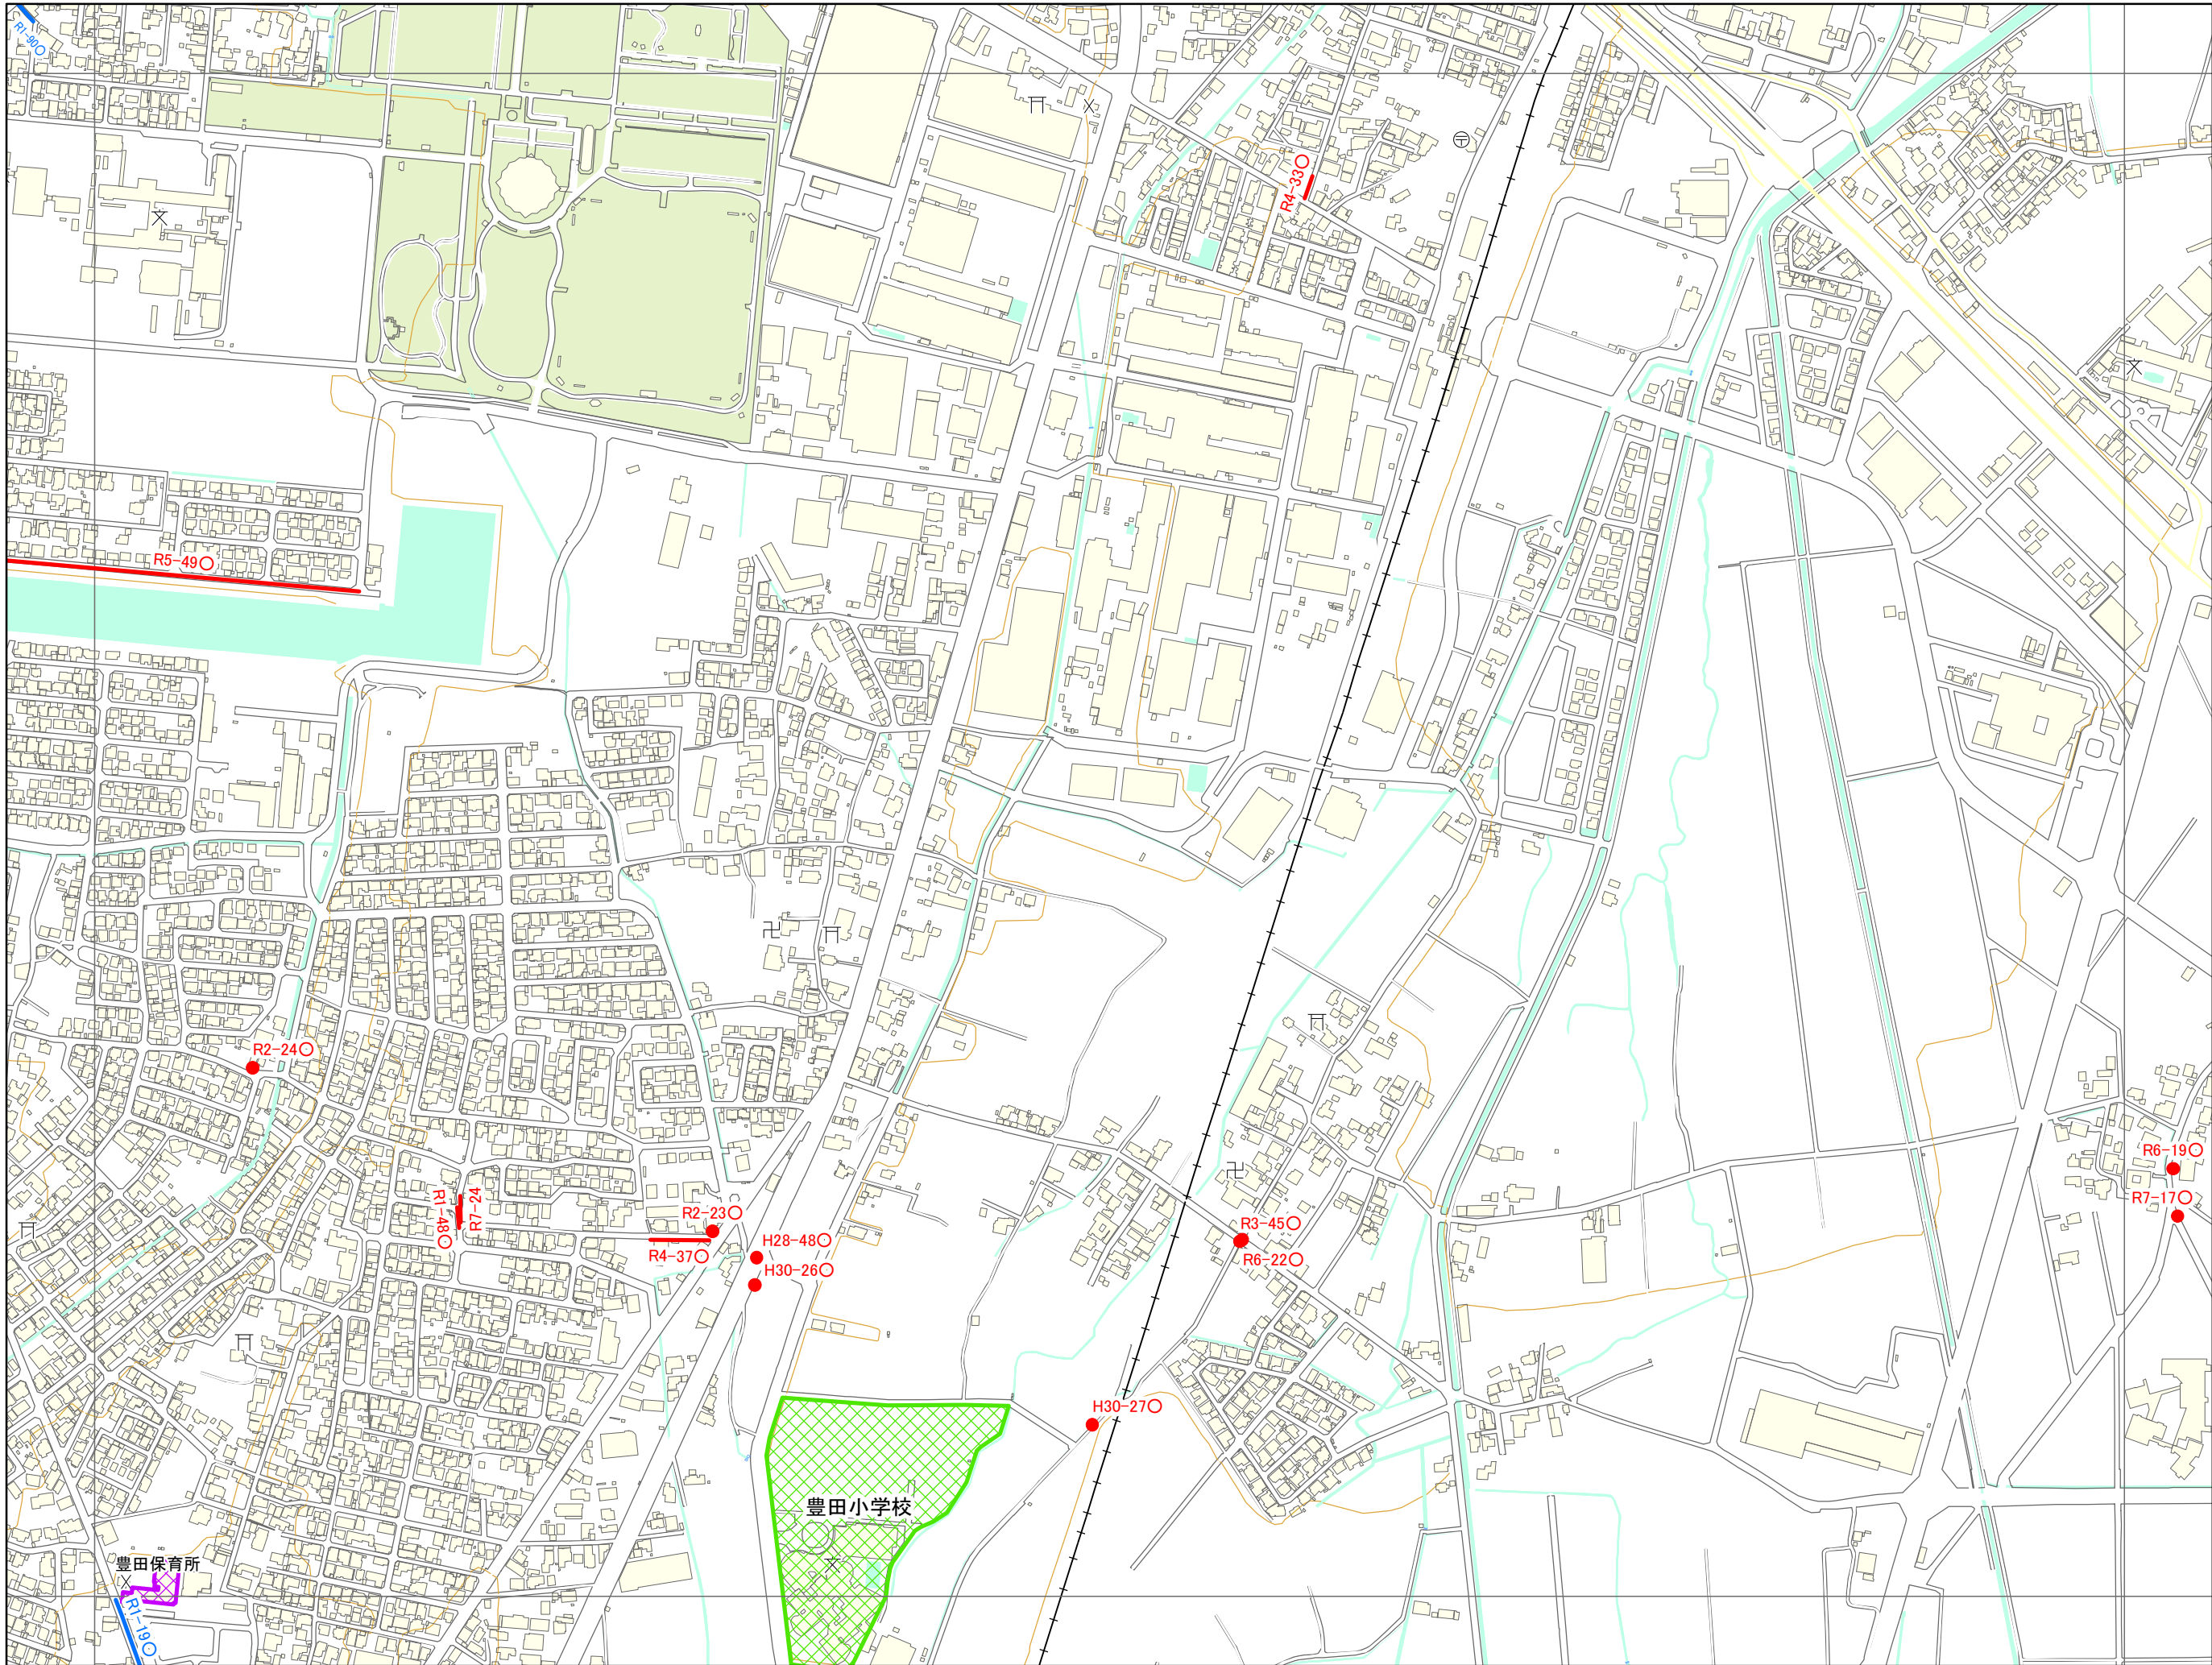 R1-90○
R4-33○
R5-49○
R2-24○
R6-19○
R7-17○
R1-48○
R7-24
R2-23○
R4-37○
H28-48○
H30-26○
R3-45○
R6-22○
H30-27○
豊田小学校
豊田保育所
R1-19○